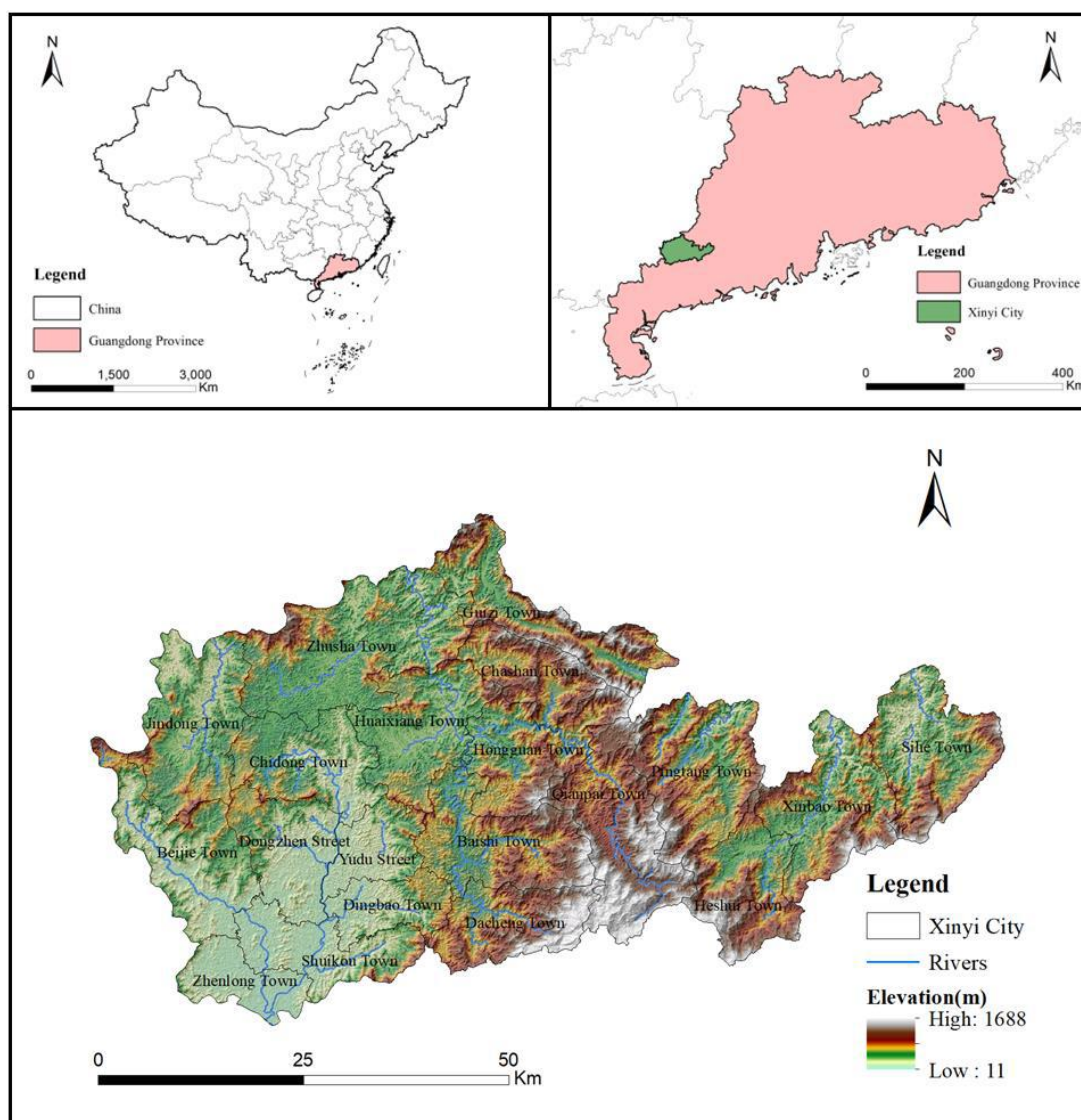 N
Legend
China
Guangdong Province
0 1,500 3,000
Km
N
Legend
Guangdong Province
Xinyi City
0 200 400
Km
N
Guizi Town
Zhusha Town
Chashan Town
Jindong Town
Huaixiang Town
Hongguan Town
Silie Town
Chidong Town
Pingtang Town
Qianpai Town
Xinbao Town
Dongzhen Street
Baishi Town
Beijie Town
Yudu Street
Dingbao Town
Heshui Town
Dacheng Town
Shuikou Town
Zhenlong Town
Legend
Xinyi City
Rivers
Elevation(m)
High: 1688
Low : 11
0 25 50
Km